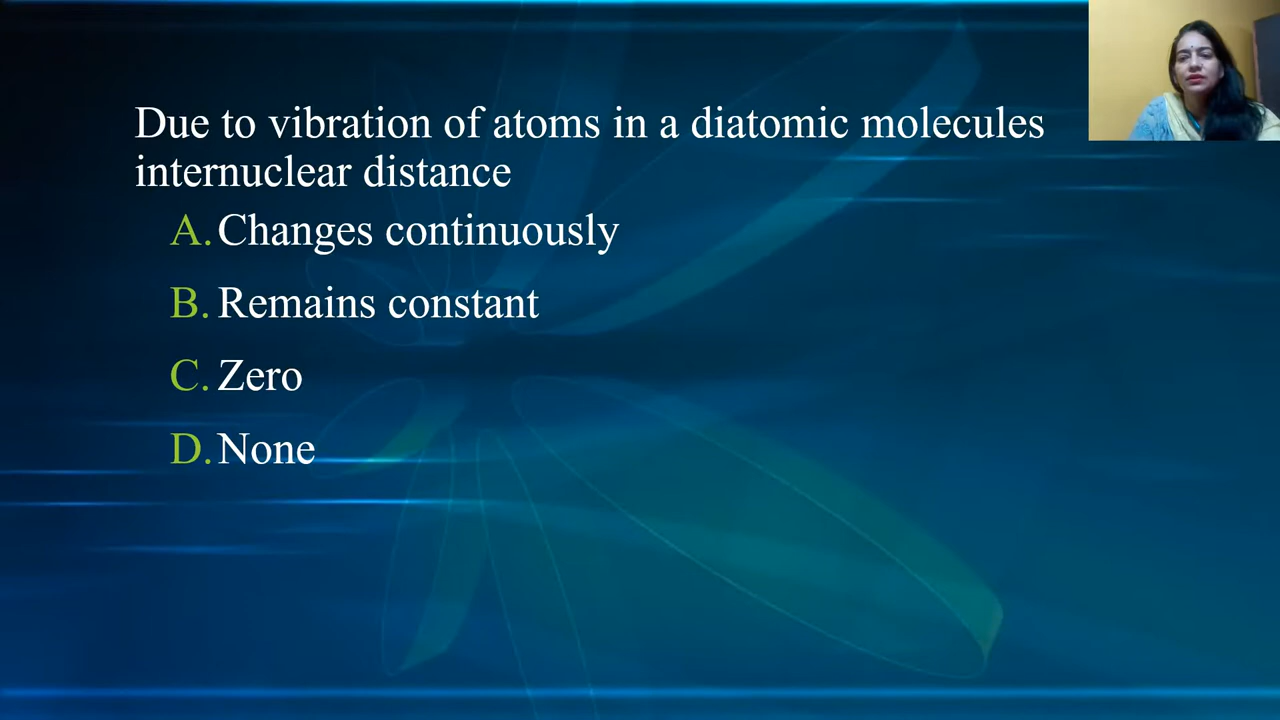 Due to vibration of atoms in a diatomic molecules
internuclear distance
A. Changes continuously
B. Remains constant
C. Zero
D. None